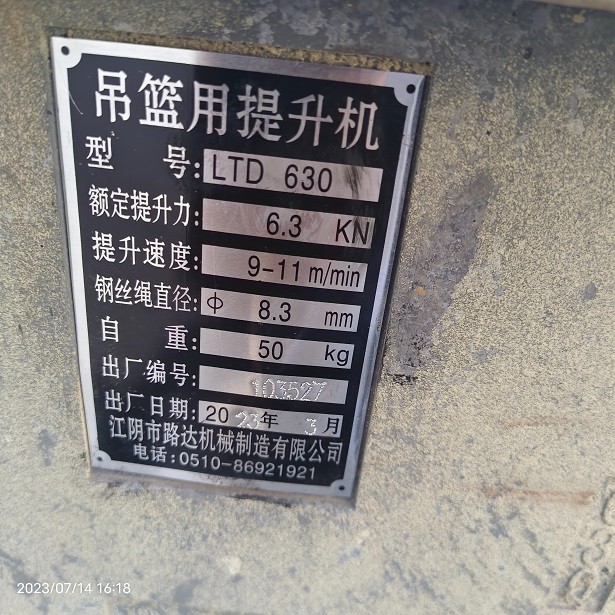 吊篮用提升机
型 号: LTD 630
额定提升力: 6.3 KN
提升速度: 9-11 m/min
钢丝绳直径: φ 8.3 mm
自 重: 50 kg
出厂编号: 103527
出厂日期: 2023年 3月
江阴市路达机械制造有限公司
电话:0510-86921921
2023/07/14 16:18